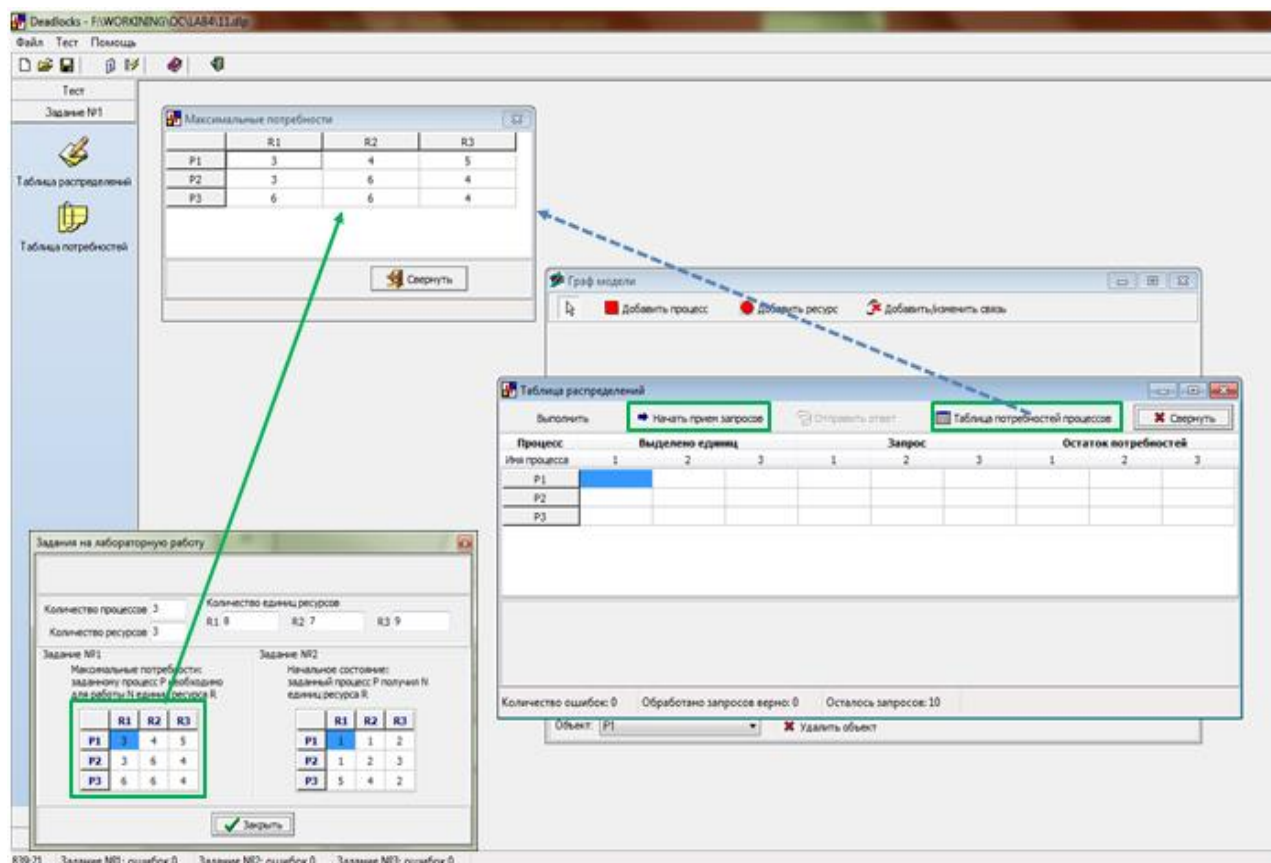 Deadlocks - F:\WORKINING\ОС\LAB4\11.dlp
Файл Тест Помощь
Тест
Задание №1
Таблица распределений
Таблица потребностей
Максимальные потребности
R1 R2 R3
P1 3 4 5
P2 3 6 4
P3 6 6 4
Свернуть
Граф модели
Добавить процесс Добавить ресурс Добавить/изменить связь
Таблица распределений
Выполнить Начать прием запросов Отправить ответ Таблица потребностей процессов Свернуть
Процесс Выделено единиц Запрос Остаток потребностей
Имя процесса 1 2 3 1 2 3 1 2 3
P1
P2
P3
Количество ошибок: 0 Обработано запросов верно: 0 Осталось запросов: 10
Объект: P1 Удалить объект
Задания на лабораторную работу
Количество процессов 3 Количество единиц ресурсов
Количество ресурсов 3 R1 8 R2 7 R3 9
Задание №1 Задание №2
Максимальные потребности: Начальное состояние:
заданному процесс P необходимо заданный процесс P получил N
для работы N единиц ресурса R единиц ресурса R
R1 R2 R3 R1 R2 R3
P1 3 4 5 P1 1 1 2
P2 3 6 4 P2 1 2 3
P3 6 6 4 P3 5 4 2
Закрыть
839:21 Задание №1: ошибок 0 Задание №2: ошибок 0 Задание №3: ошибок 0